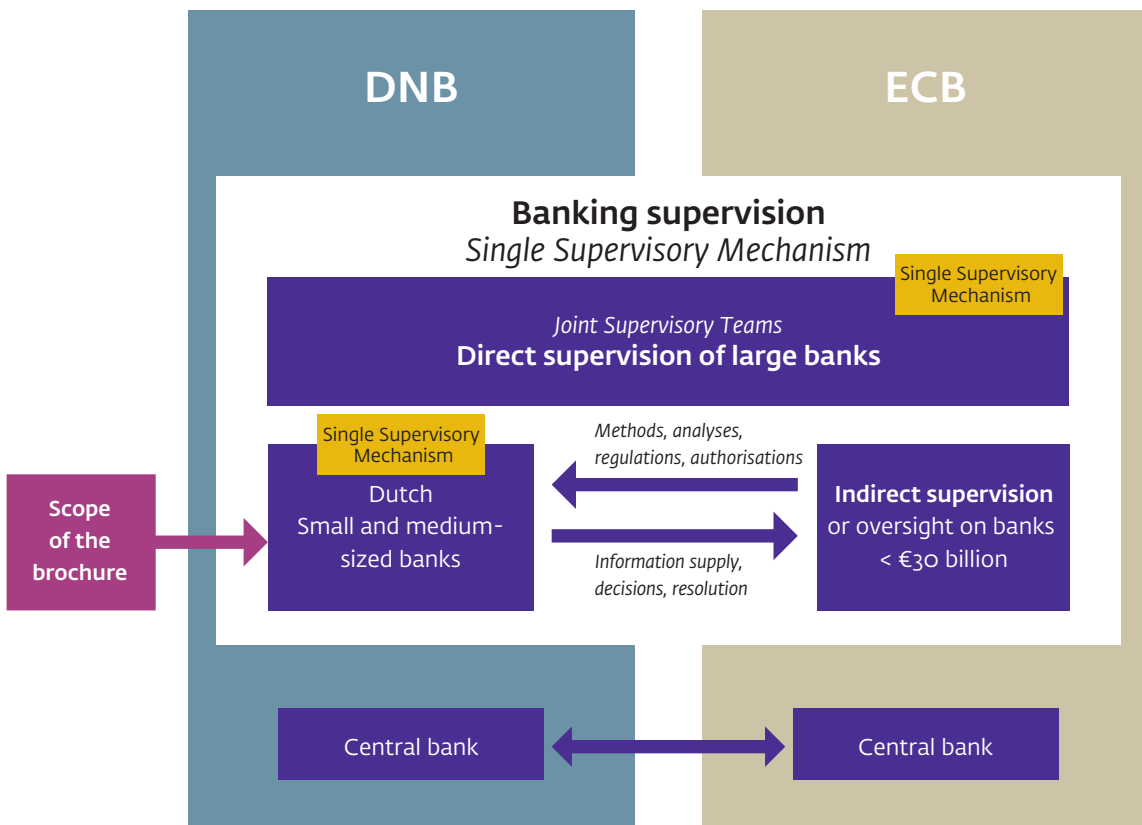 DNB
ECB
Banking supervision
Single Supervisory Mechanism
Single Supervisory
Mechanism
Joint Supervisory Teams
Direct supervision of large banks
Single Supervisory
Mechanism
Dutch
Small and medium-
sized banks
Methods, analyses,
regulations, authorisations
Information supply,
decisions, resolution
Indirect supervision
or oversight on banks
< €30 billion
Scope
of the
brochure
Central bank
Central bank